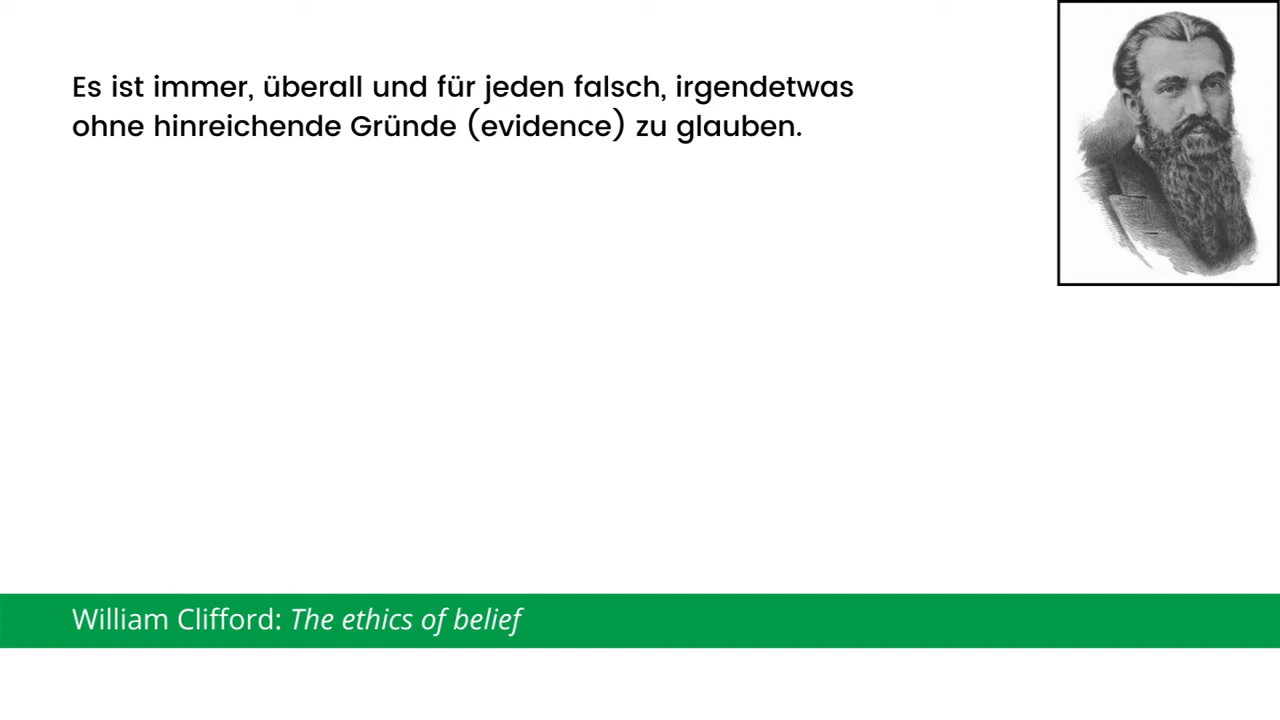 Es ist immer, überall und für jeden falsch, irgendetwas
ohne hinreichende Gründe (evidence) zu glauben.
William Clifford: The ethics of belief